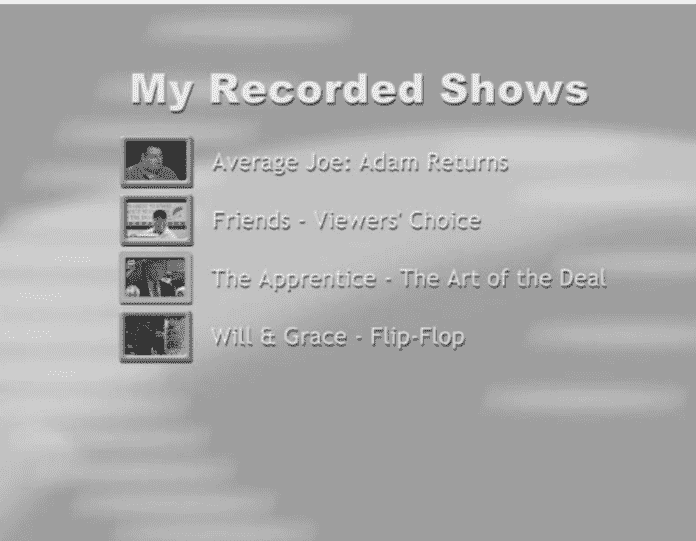 My Recorded Shows
Average Joe: Adam Returns
Friends - Viewers' Choice
The Apprentice - The Art of the Deal
Will & Grace - Flip-Flop